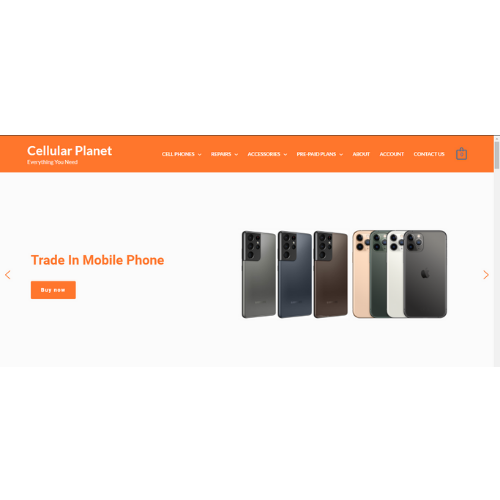 Cellular Planet
Everything You Need
CELL PHONES
REPAIRS
ACCESSORIES
PRE-PAID PLANS
ABOUT
ACCOUNT
CONTACT US
Trade In Mobile Phone
Buy now